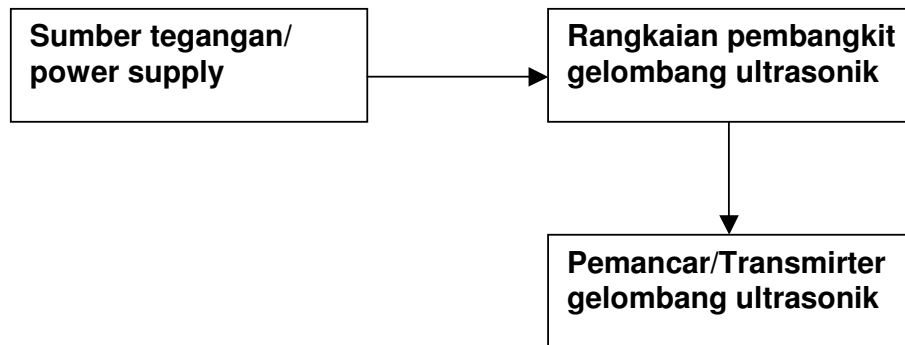 Sumber tegangan/
power supply
Rangkaian pembangkit
gelombang ultrasonik
Pemancar/Transmirter
gelombang ultrasonik